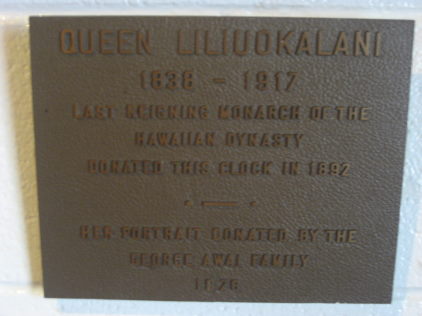 QUEEN LILIUOKALANI
1838 - 1917
LAST REIGNING MONARCH OF THE
HAWAIIAN DYNASTY
DONATED THIS CLOCK IN 1892
HER PORTRAIT DONATED BY THE
GEORGE AWAI FAMILY
1976